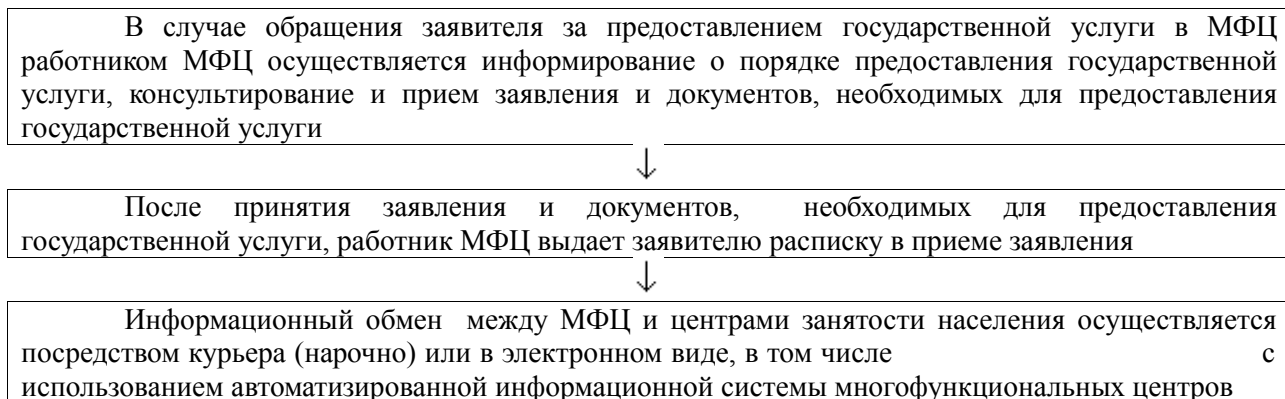 В случае обращения заявителя за предоставлением государственной услуги в МФЦ
работником МФЦ осуществляется информирование о порядке предоставления государственной
услуги, консультирование и прием заявления и документов, необходимых для предоставления
государственной услуги
↓
После принятия заявления и документов, необходимых для предоставления
государственной услуги, работник МФЦ выдает заявителю расписку в приеме заявления
↓
Информационный обмен между МФЦ и центрами занятости населения осуществляется
посредством курьера (нарочно) или в электронном виде, в том числе с
использованием автоматизированной информационной системы многофункциональных центров